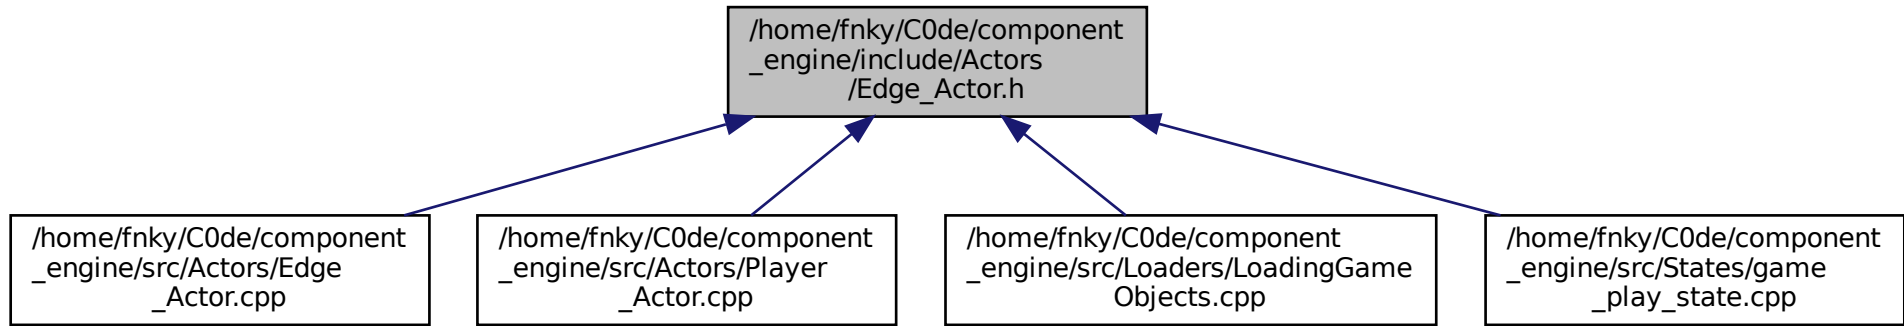 /home/fnky/C0de/component
_engine/include/Actors
/Edge_Actor.h
/home/fnky/C0de/component
_engine/src/Actors/Edge
_Actor.cpp
/home/fnky/C0de/component
_engine/src/Actors/Player
_Actor.cpp
/home/fnky/C0de/component
_engine/src/Loaders/LoadingGame
Objects.cpp
/home/fnky/C0de/component
_engine/src/States/game
_play_state.cpp